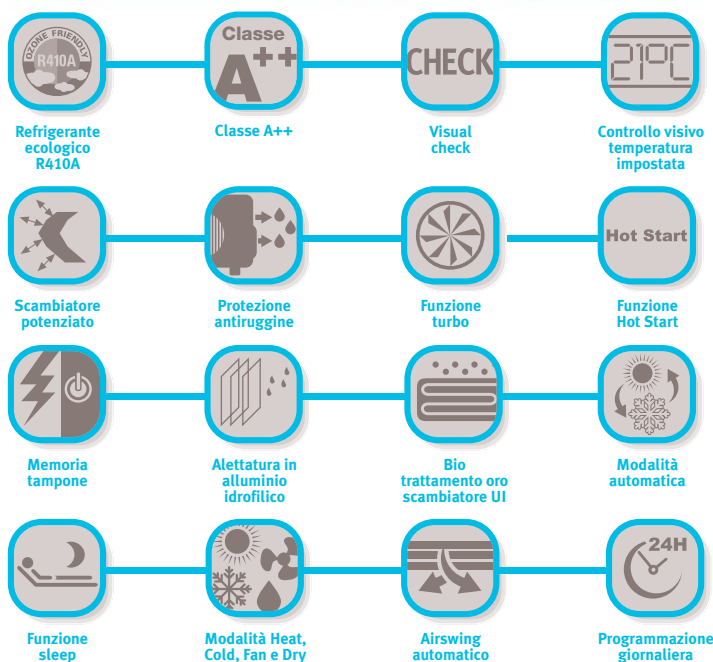 OZONE FRIENDLY
R410A
Classe
A++
CHECK
21°C
Refrigerante
ecologico
R410A
Classe A++
Visual
check
Controllo visivo
temperatura
impostata
Hot Start
Scambiatore
potenziato
Protezione
antiruggine
Funzione
turbo
Funzione
Hot Start
Memoria
tampone
Alettatura in
alluminio
idrofilico
Bio
trattamento oro
scambiatore UI
Modalità
automatica
24H
Funzione
sleep
Modalità Heat,
Cold, Fan e Dry
Airswing
automatico
Programmazione
giornaliera